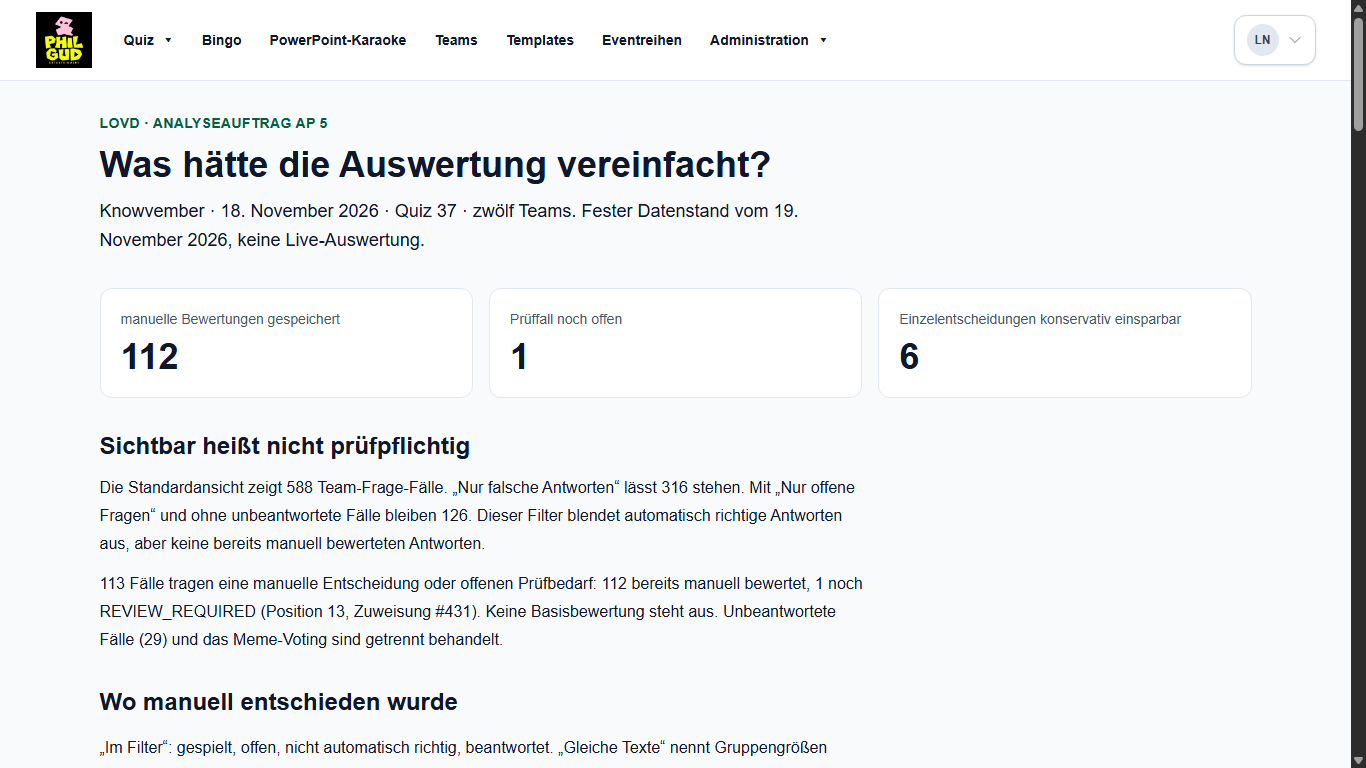 PHIL
GUD
ENTERTAINMENT
Quiz
Bingo
PowerPoint-Karaoke
Teams
Templates
Eventreihen
Administration
LN
LOVD · ANALYSEAUFTRAG AP 5
Was hätte die Auswertung vereinfacht?
Knowvember · 18. November 2026 · Quiz 37 · zwölf Teams. Fester Datenstand vom 19.
November 2026, keine Live-Auswertung.
manuelle Bewertungen gespeichert
112
Prüffall noch offen
1
Einzelentscheidungen konservativ einsparbar
6
Sichtbar heißt nicht prüfpflichtig
Die Standardansicht zeigt 588 Team-Frage-Fälle. „Nur falsche Antworten“ lässt 316 stehen. Mit „Nur offene
Fragen“ und ohne unbeantwortete Fälle bleiben 126. Dieser Filter blendet automatisch richtige Antworten
aus, aber keine bereits manuell bewerteten Antworten.
113 Fälle tragen eine manuelle Entscheidung oder offenen Prüfbedarf: 112 bereits manuell bewertet, 1 noch
REVIEW_REQUIRED (Position 13, Zuweisung #431). Keine Basisbewertung steht aus. Unbeantwortete
Fälle (29) und das Meme-Voting sind getrennt behandelt.
Wo manuell entschieden wurde
„Im Filter“: gespielt, offen, nicht automatisch richtig, beantwortet. „Gleiche Texte“ nennt Gruppengrößen